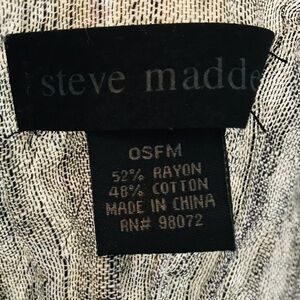 steve madde
OSFM
52% RAYON
48% COTTON
MADE IN CHINA
RN# 98072